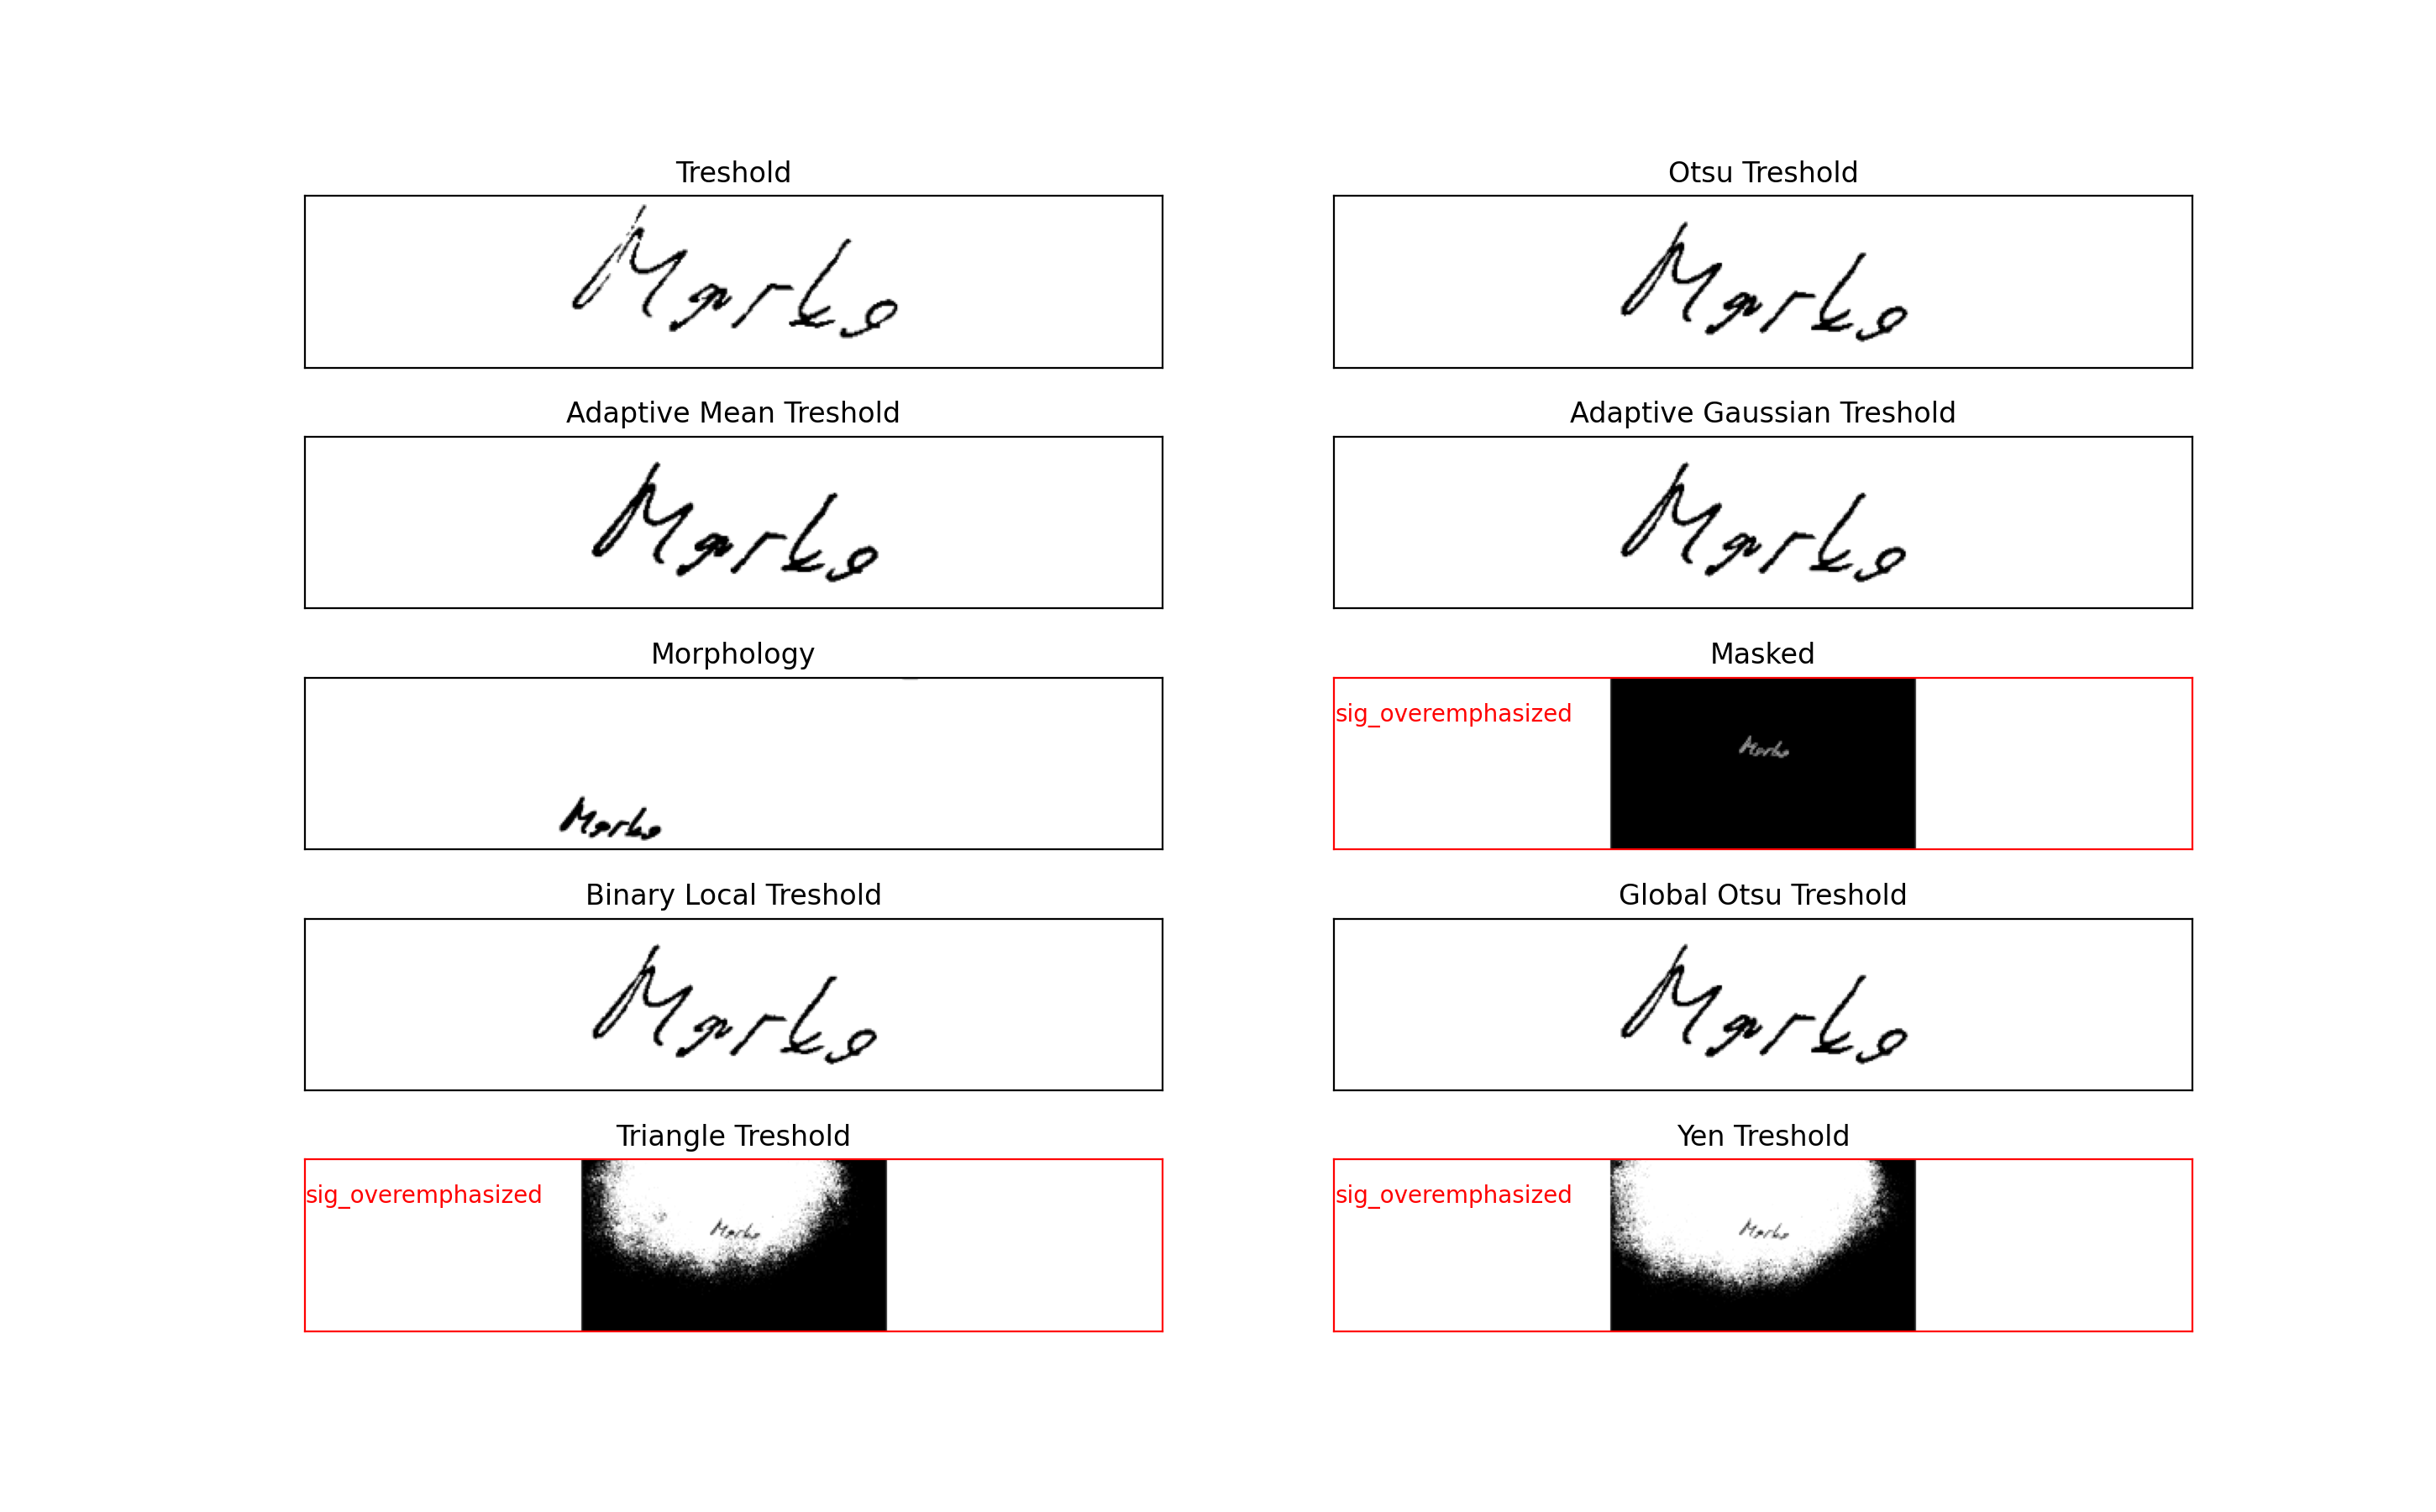 Treshold
Marko
Otsu Treshold
Marko
Adaptive Mean Treshold
Marko
Adaptive Gaussian Treshold
Marko
Morphology
Marko
Masked
sig_overemphasized
Marko
Binary Local Treshold
Marko
Global Otsu Treshold
Marko
Triangle Treshold
sig_overemphasized
Marko
Yen Treshold
sig_overemphasized
Marko